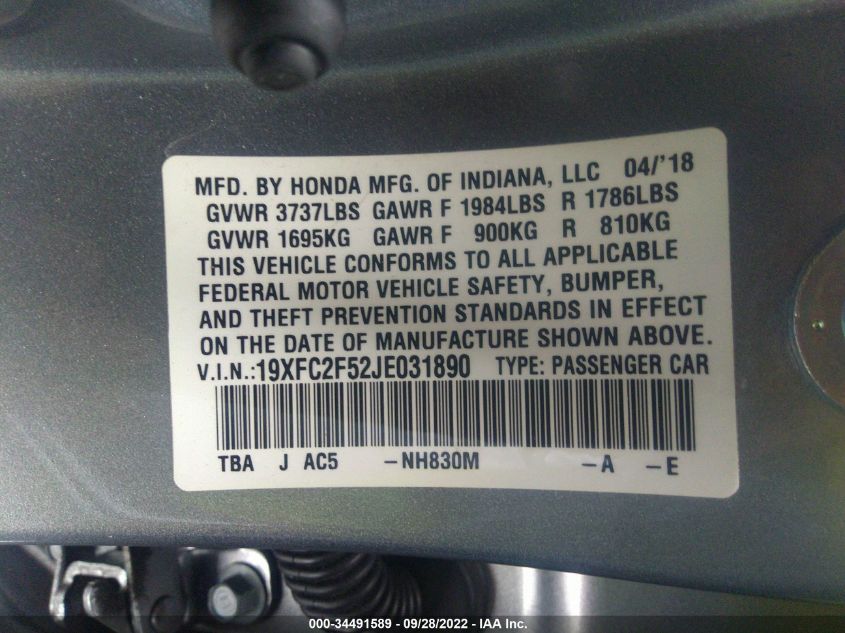 MFD. BY HONDA MFG. OF INDIANA, LLC 04/'18
GVWR 3737LBS GAWR F 1984LBS R 1786LBS
GVWR 1695KG GAWR F 900KG R 810KG
THIS VEHICLE CONFORMS TO ALL APPLICABLE
FEDERAL MOTOR VEHICLE SAFETY, BUMPER,
AND THEFT PREVENTION STANDARDS IN EFFECT
ON THE DATE OF MANUFACTURE SHOWN ABOVE.
V.I.N.:19XFC2F52JE031890 TYPE: PASSENGER CAR
TBA J AC5 -NH830M -A -E
000-34491589 / 09/28/2022 - IAA Inc.